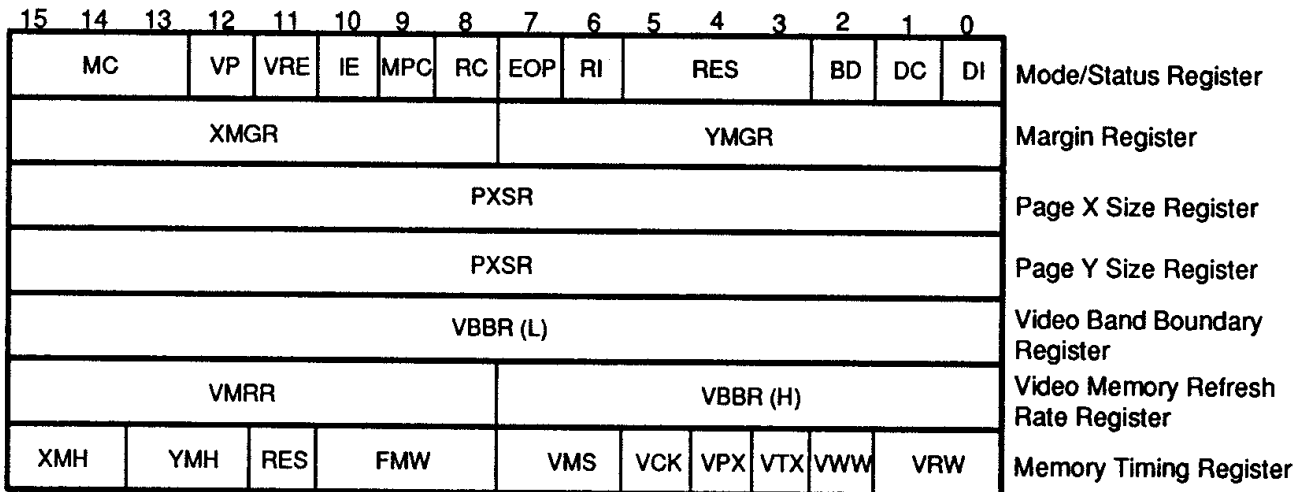 15 14 13 12 11 10 9 8 7 6 5 4 3 2 1 0
MC VP VRE IE MPC RC EOP RI RES BD DC DI Mode/Status Register
XMGR YMGR Margin Register
PXSR Page X Size Register
PXSR Page Y Size Register
VBBR (L) Video Band Boundary
Register
VMRR VBBR (H) Video Memory Refresh
Rate Register
XMH YMH RES FMW VMS VCK VPX VTX VWW VRW Memory Timing Register